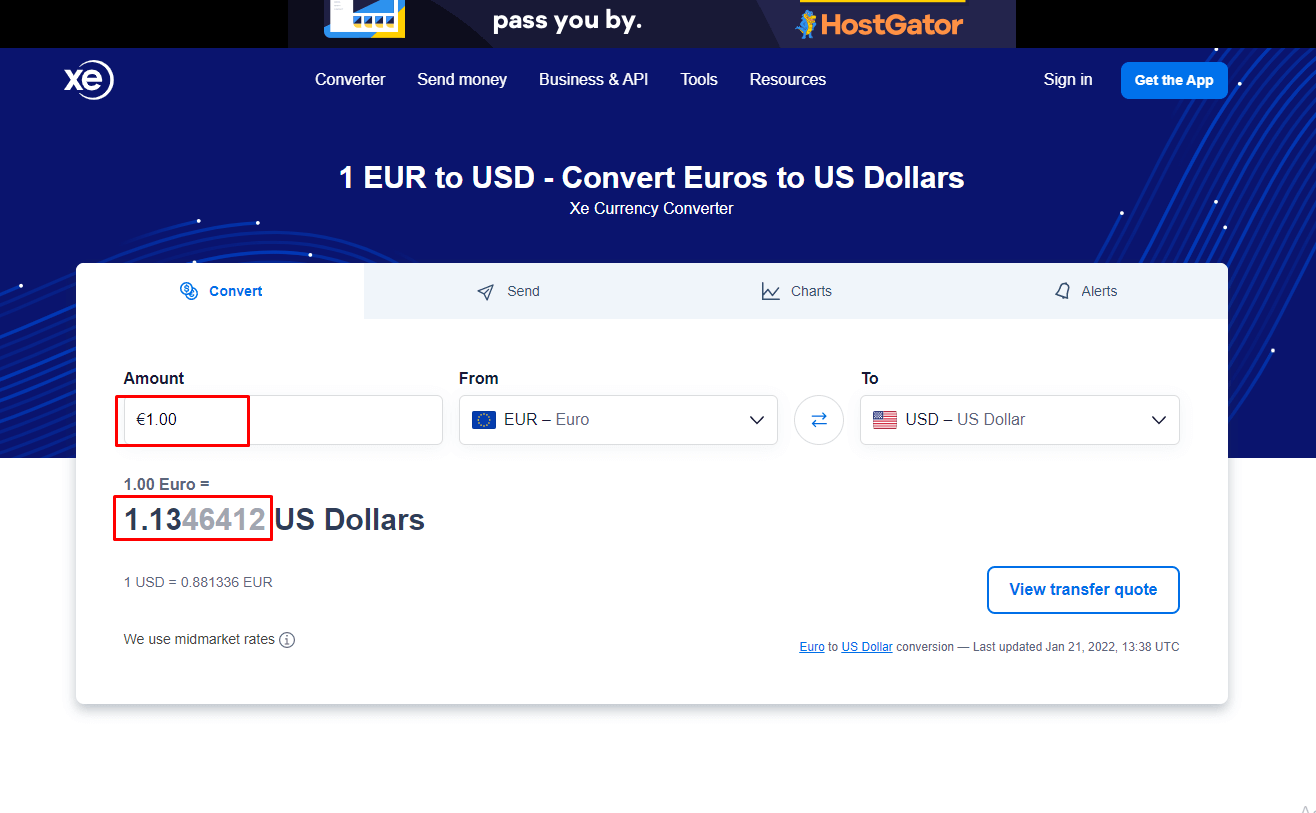 pass you by.
HostGator
xe
Converter Send money Business & API Tools Resources Sign in Get the App
1 EUR to USD - Convert Euros to US Dollars
Xe Currency Converter
Convert Send Charts Alerts
Amount From To
€1.00 EUR – Euro USD – US Dollar
1.00 Euro =
1.1346412 US Dollars
1 USD = 0.881336 EUR
View transfer quote
We use midmarket rates
Euro to US Dollar conversion — Last updated Jan 21, 2022, 13:38 UTC